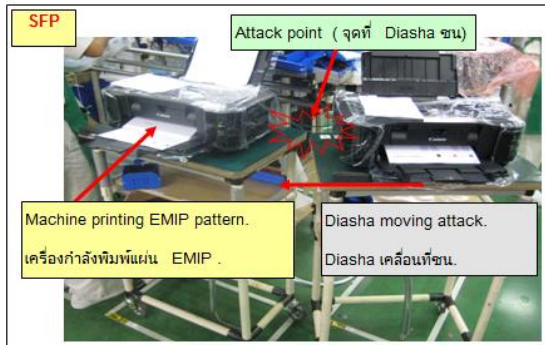 SFP
Attack point ( จุดที่ Diasha ชน)
Canon
Canon
Machine printing EMIP pattern.
เครื่องกำลังพิมพ์แผ่น EMIP .
Diasha moving attack.
Diasha เคลื่อนที่ชน.